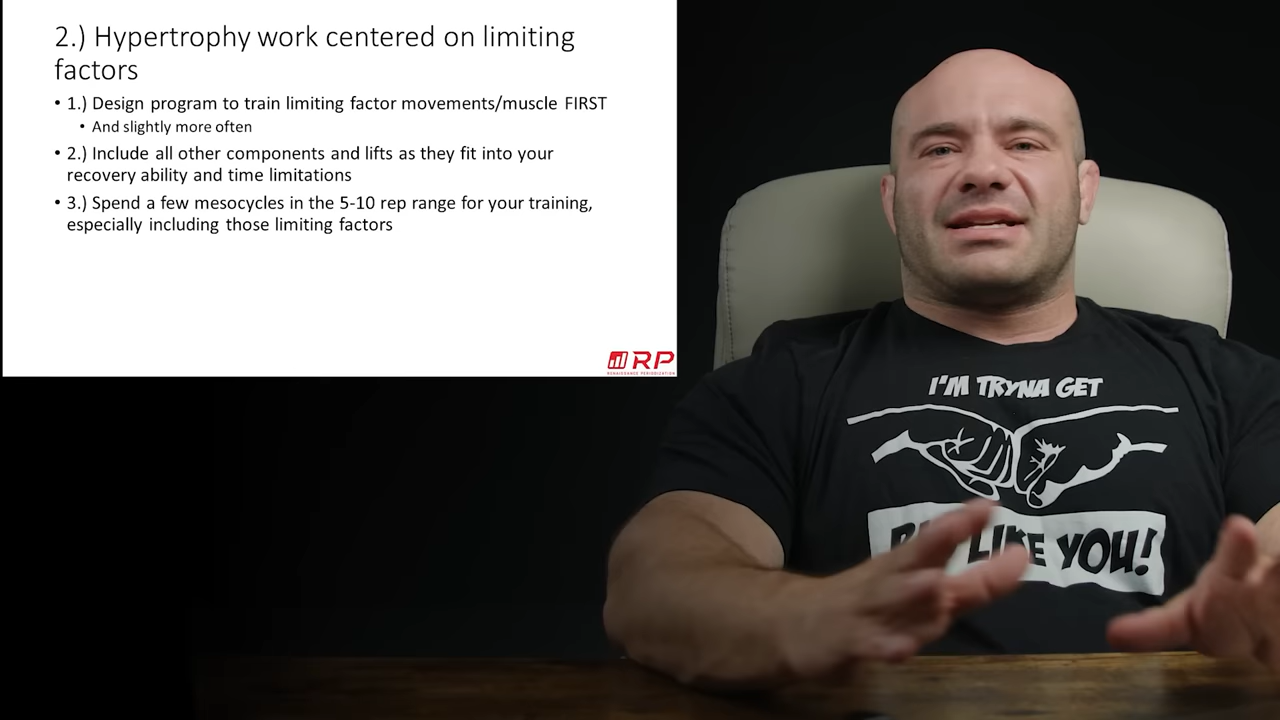 2.) Hypertrophy work centered on limiting
factors
• 1.) Design program to train limiting factor movements/muscle FIRST
• And slightly more often
• 2.) Include all other components and lifts as they fit into your
recovery ability and time limitations
• 3.) Spend a few mesocycles in the 5-10 rep range for your training,
especially including those limiting factors
RP
RENAISSANCE PERIODIZATION
I'M TRYNA GET
YOU!